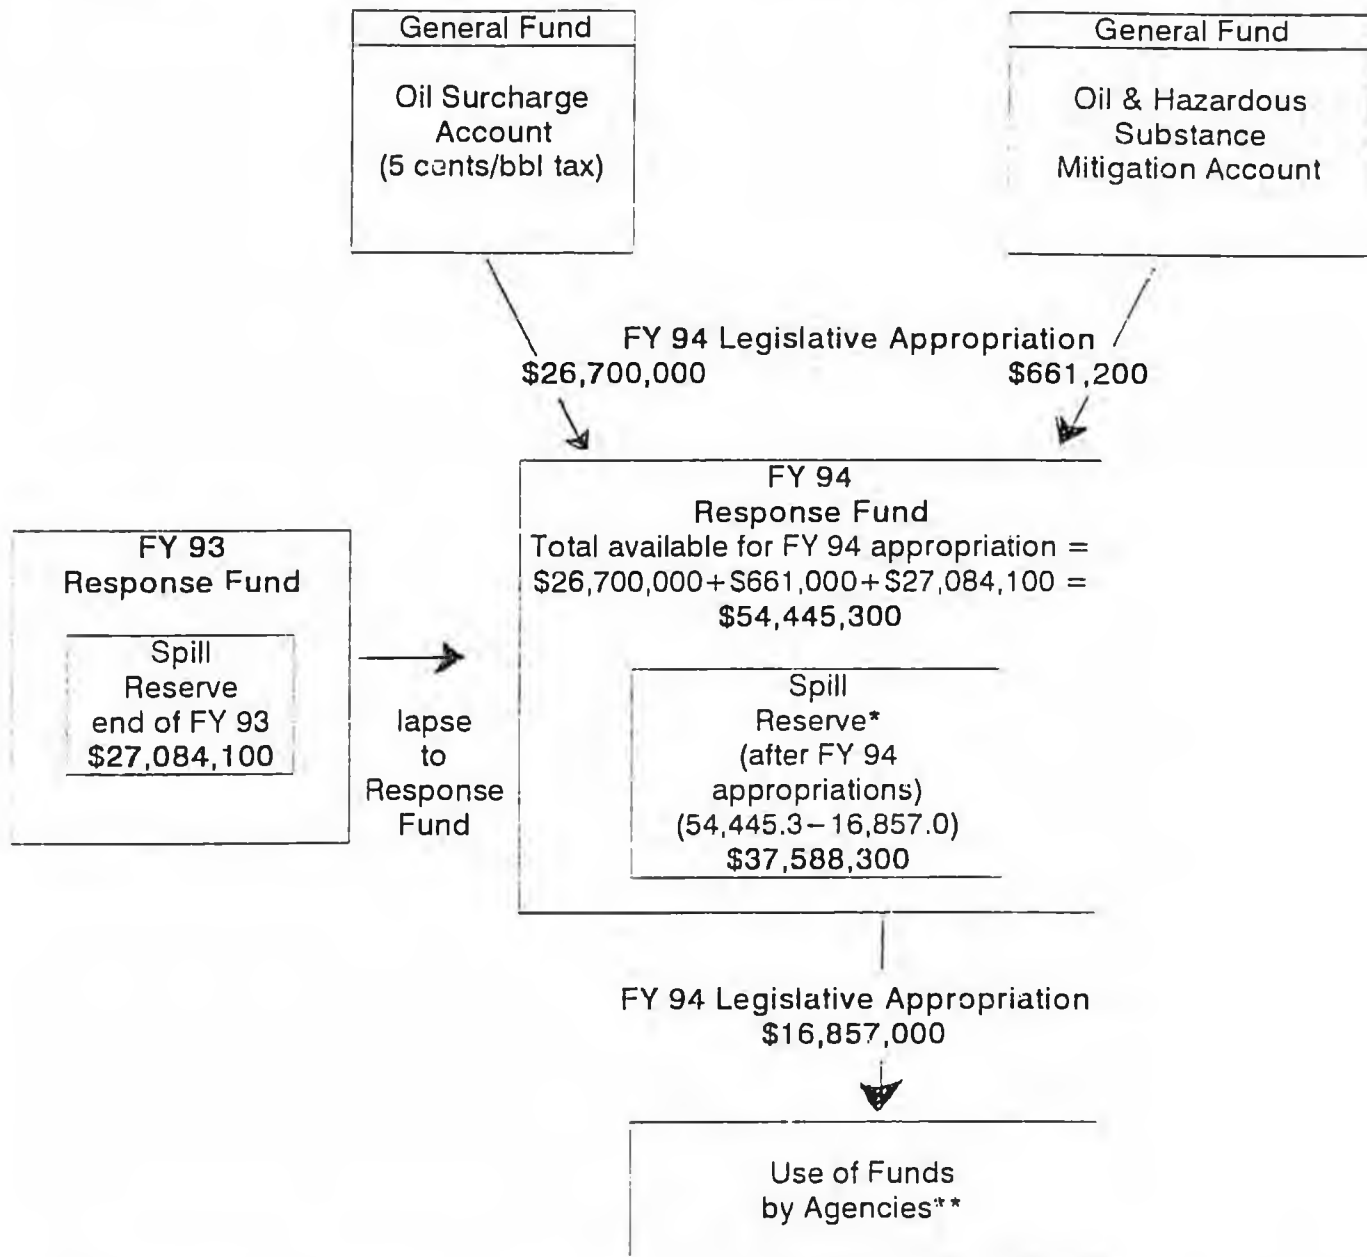 General Fund
Oil Surcharge
Account
(5 cents/bbl tax)
General Fund
Oil & Hazardous
Substance
Mitigation Account
FY 94 Legislative Appropriation
$26,700,000
$661,200
FY 93
Response Fund
Spill
Reserve
end of FY 93
$27,084,100
lapse
to
Response
Fund
FY 94
Response Fund
Total available for FY 94 appropriation =
$26,700,000+$661,000+$27,084,100 =
$54,445,300
Spill
Reserve*
(after FY 94
appropriations)
(54,445.3–16,857.0)
$37,588,300
FY 94 Legislative Appropriation
$16,857,000
Use of Funds
by Agencies**